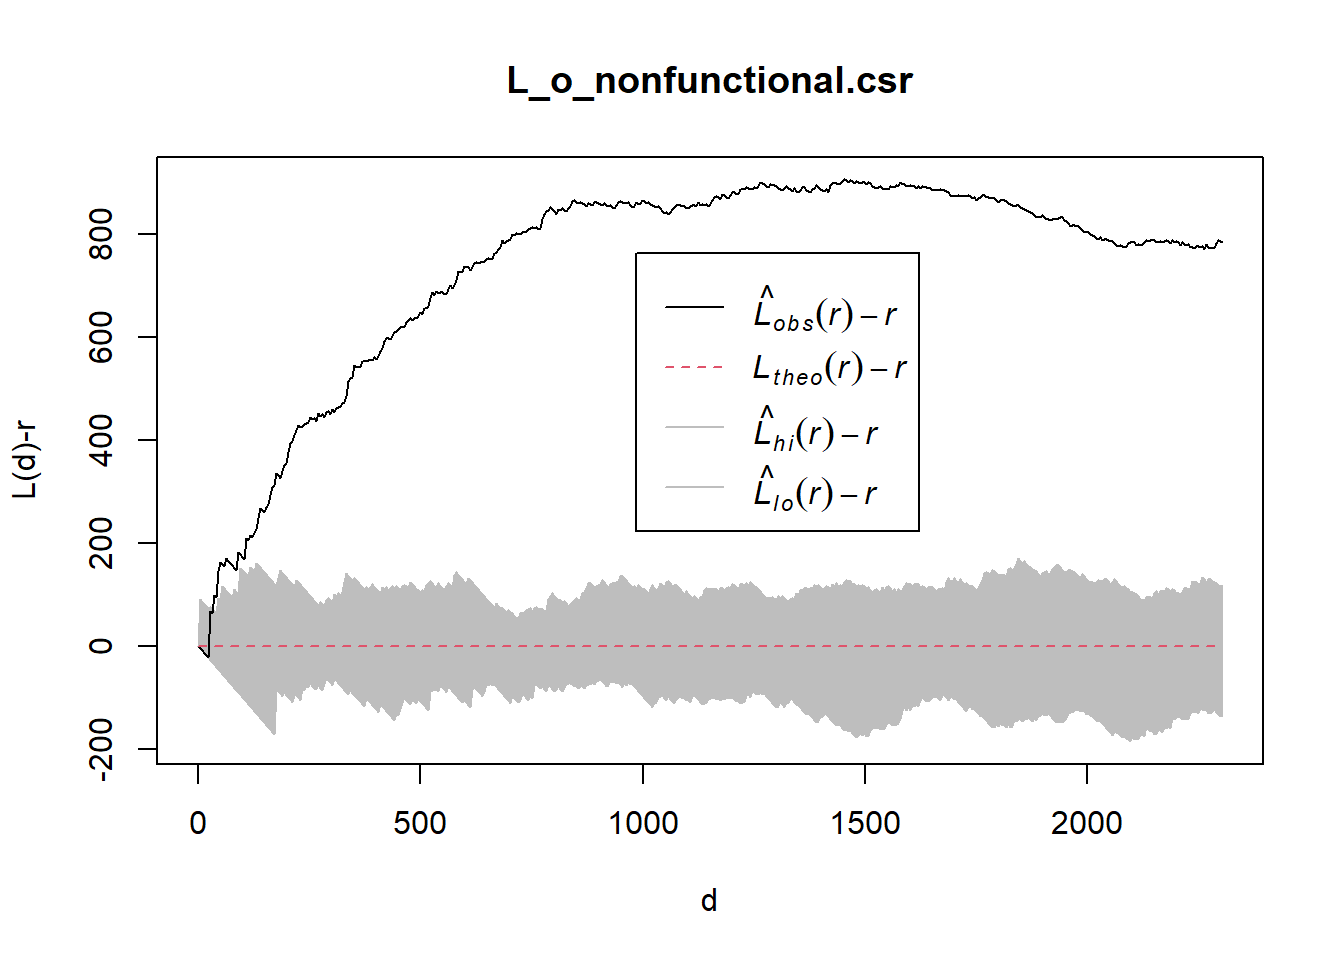 L_o_nonfunctional.csr
L(d)-r
800
600
400
200
0
-200
L̂obs(r) − r
Ltheo(r) − r
L̂hi(r) − r
L̂lo(r) − r
0 500 1000 1500 2000
d